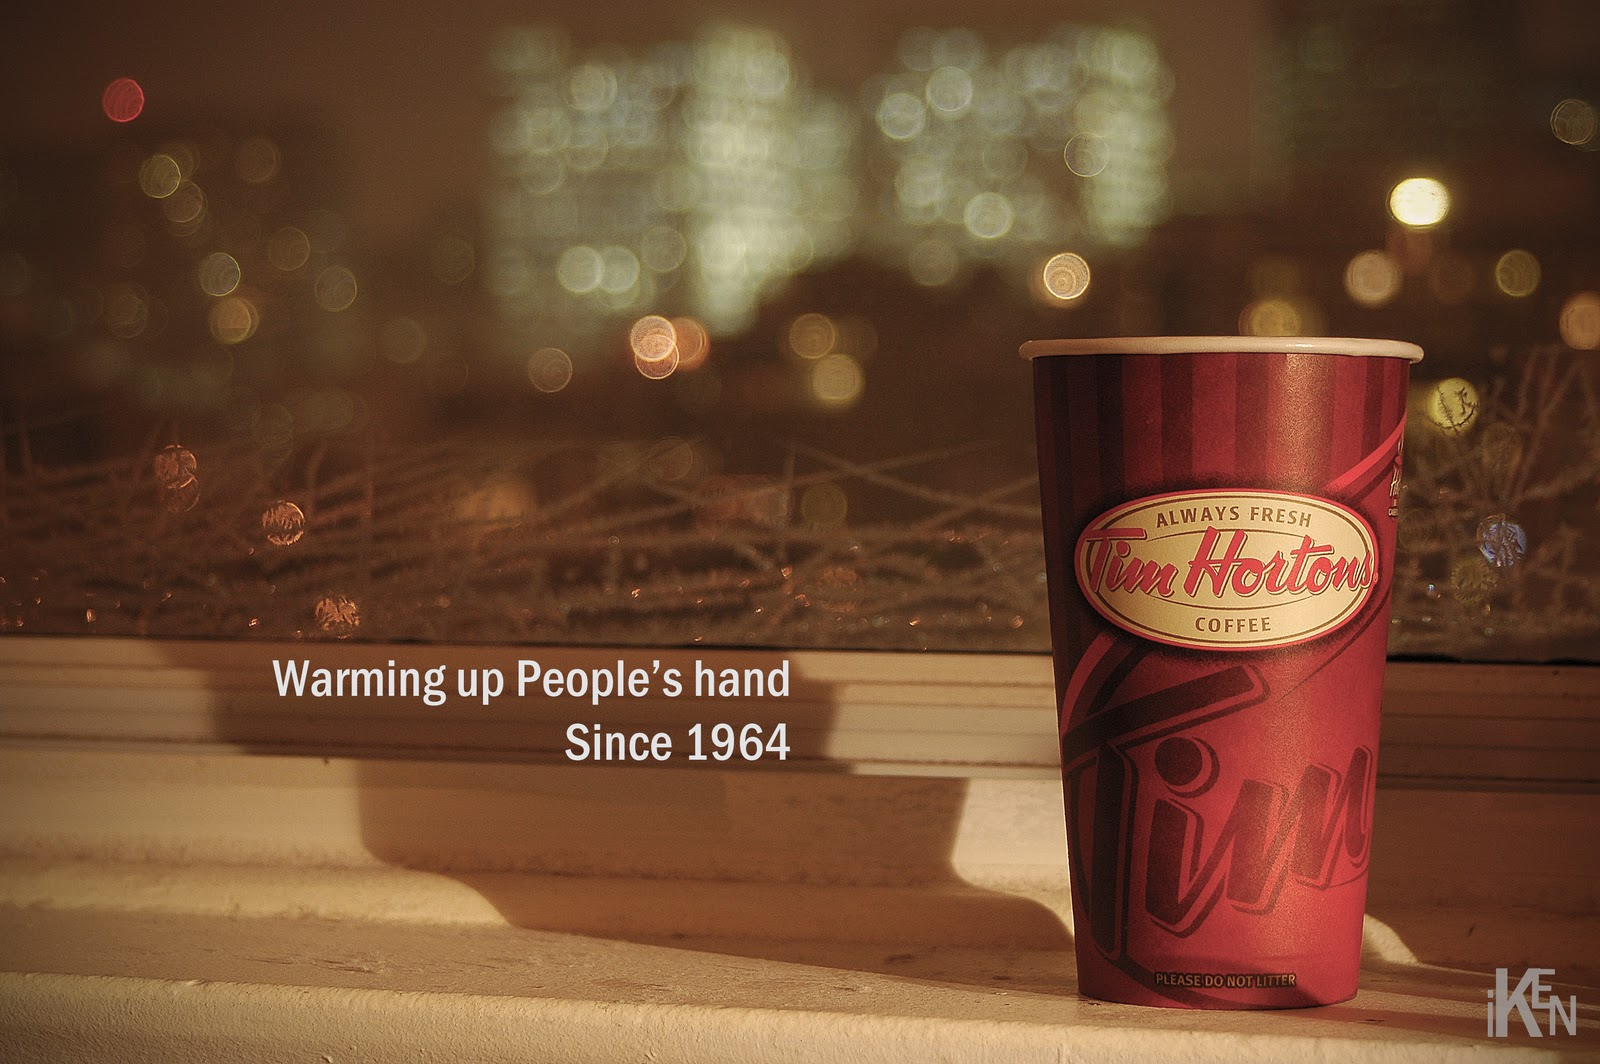 ALWAYS FRESH
Tim Hortons
COFFEE
Warming up People's hand
Since 1964
Tim
PLEASE DO NOT LITTER
iKEN